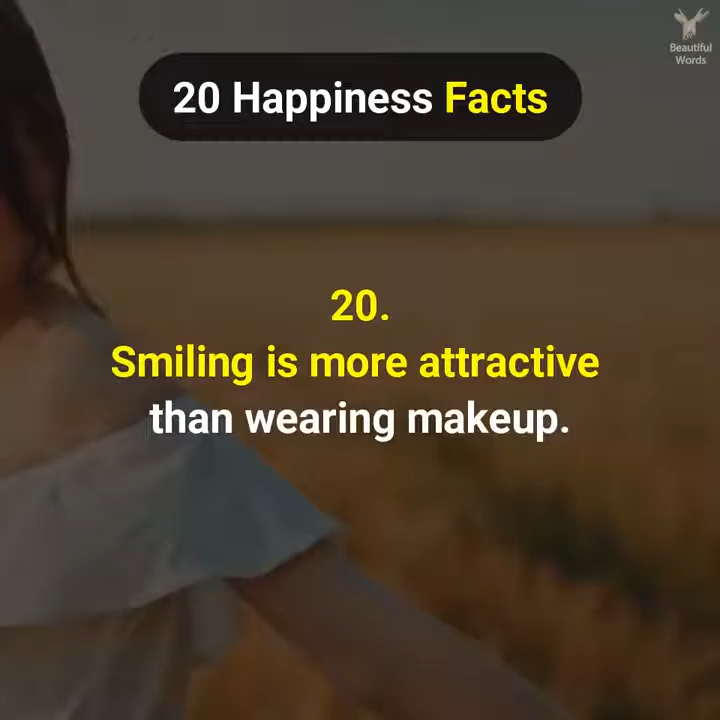 Beautiful
Words
20 Happiness Facts
20.
Smiling is more attractive
than wearing makeup.